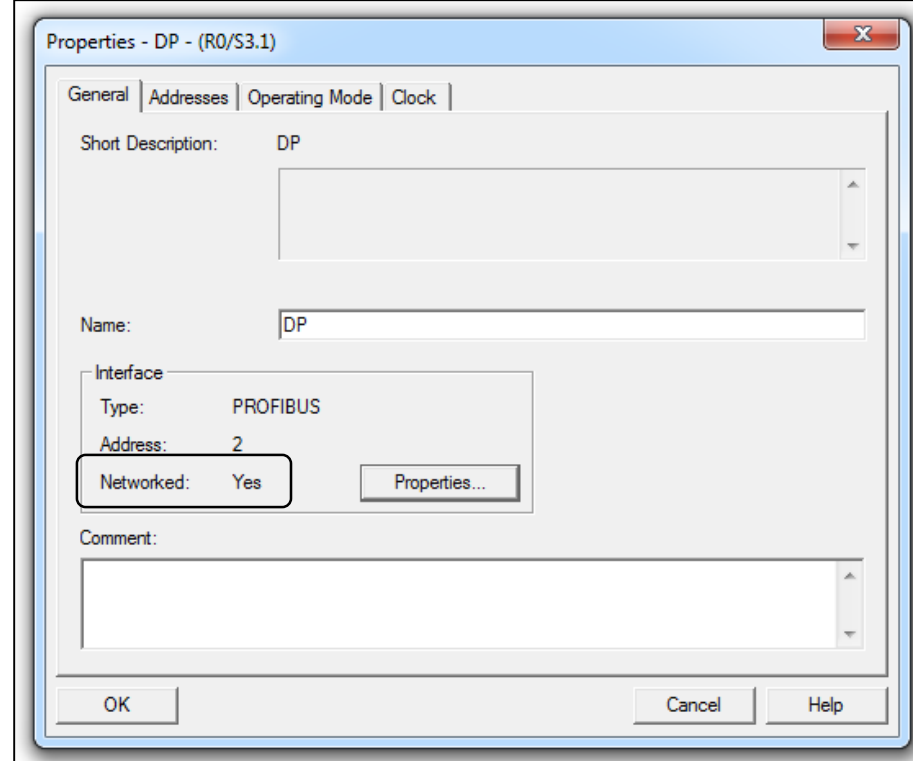 Properties - DP - (R0/S3.1)
General Addresses Operating Mode Clock
Short Description: DP
Name: DP
Interface
Type: PROFIBUS
Address: 2
Networked: Yes Properties...
Comment:
OK Cancel Help